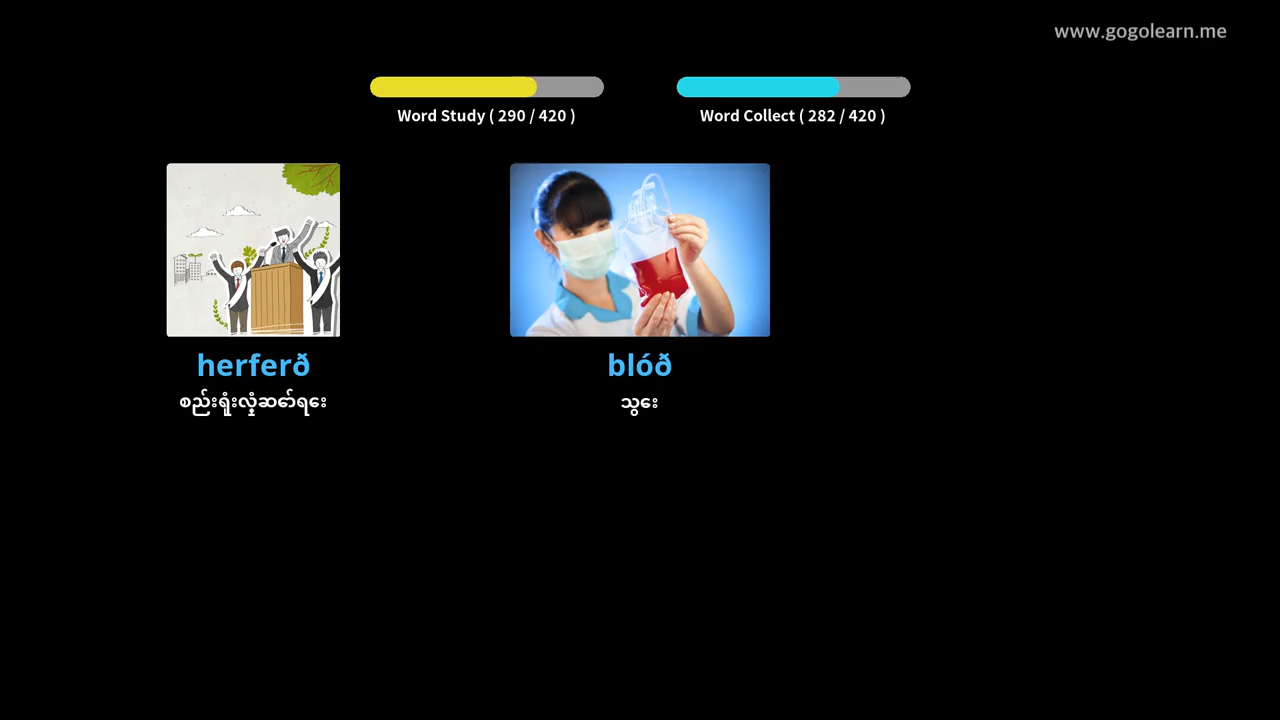 www.gogolearn.me
Word Study ( 290 / 420 )
Word Collect ( 282 / 420 )
herferð
စည်းရုံးလှုံ့ဆော်ရေး
blóð
သွေး